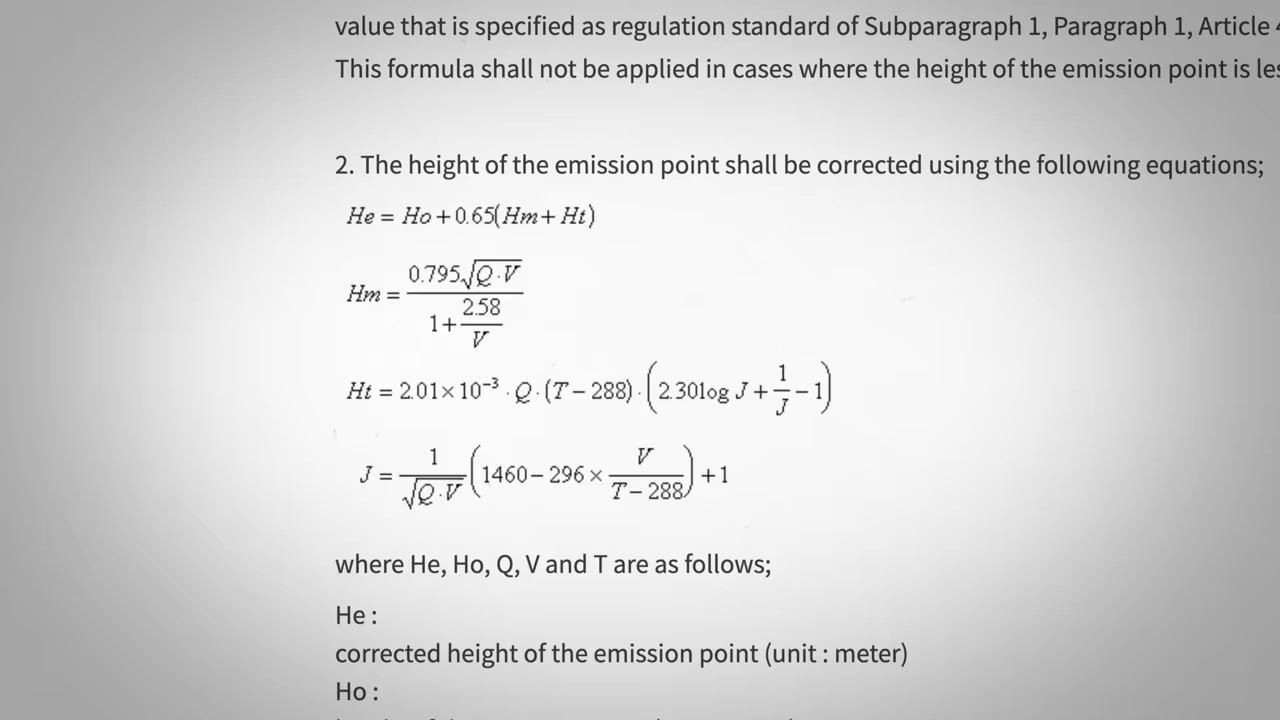 value that is specified as regulation standard of Subparagraph 1, Paragraph 1, Article
This formula shall not be applied in cases where the height of the emission point is
2. The height of the emission point shall be corrected using the following equations;
He = Ho + 0.65(Hm + Ht)
Hm = 0.795√(Q·V) / (1 + 2.58/V)
Ht = 2.01 × 10⁻³ · Q · (T − 288) · (2.30log J + 1/J − 1)
J = 1/√(Q·V) (1460 − 296 × V/(T − 288)) + 1
where He, Ho, Q, V and T are as follows;
He :
corrected height of the emission point (unit : meter)
Ho :